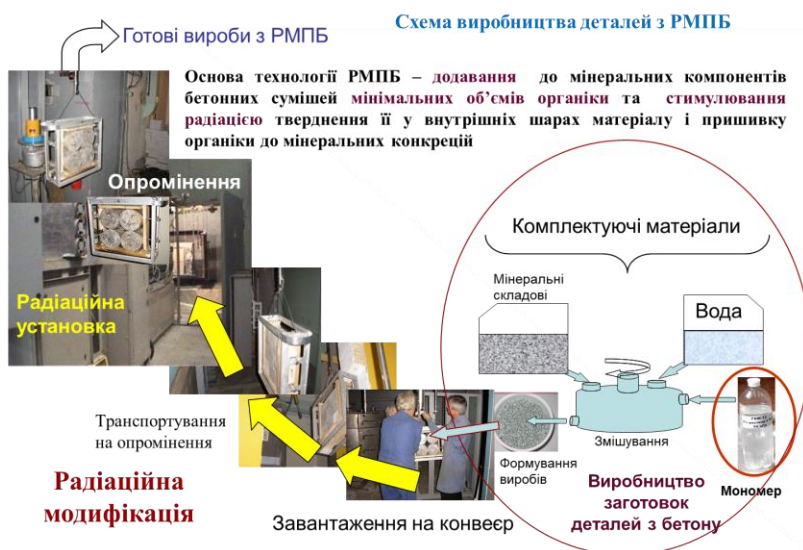 Схема виробництва деталей з РМПБ
Готові вироби з РМПБ
Основа технології РМПБ – додавання до мінеральних компонентів
бетонних сумішей мінімальних об’ємів органіки та стимулювання
радіацією тверднення її у внутрішніх шарах матеріалу і пришивку
органіки до мінеральних конкрецій
Опромінення
Комплектуючі матеріали
Мінеральні
складові
Вода
Радіаційна
установка
Транспортування
на опромінення
Змішування
Формування
виробів
Мономер
Радіаційна
модифікація
Виробництво
заготовок
деталей з бетону
Завантаження на конвеєр